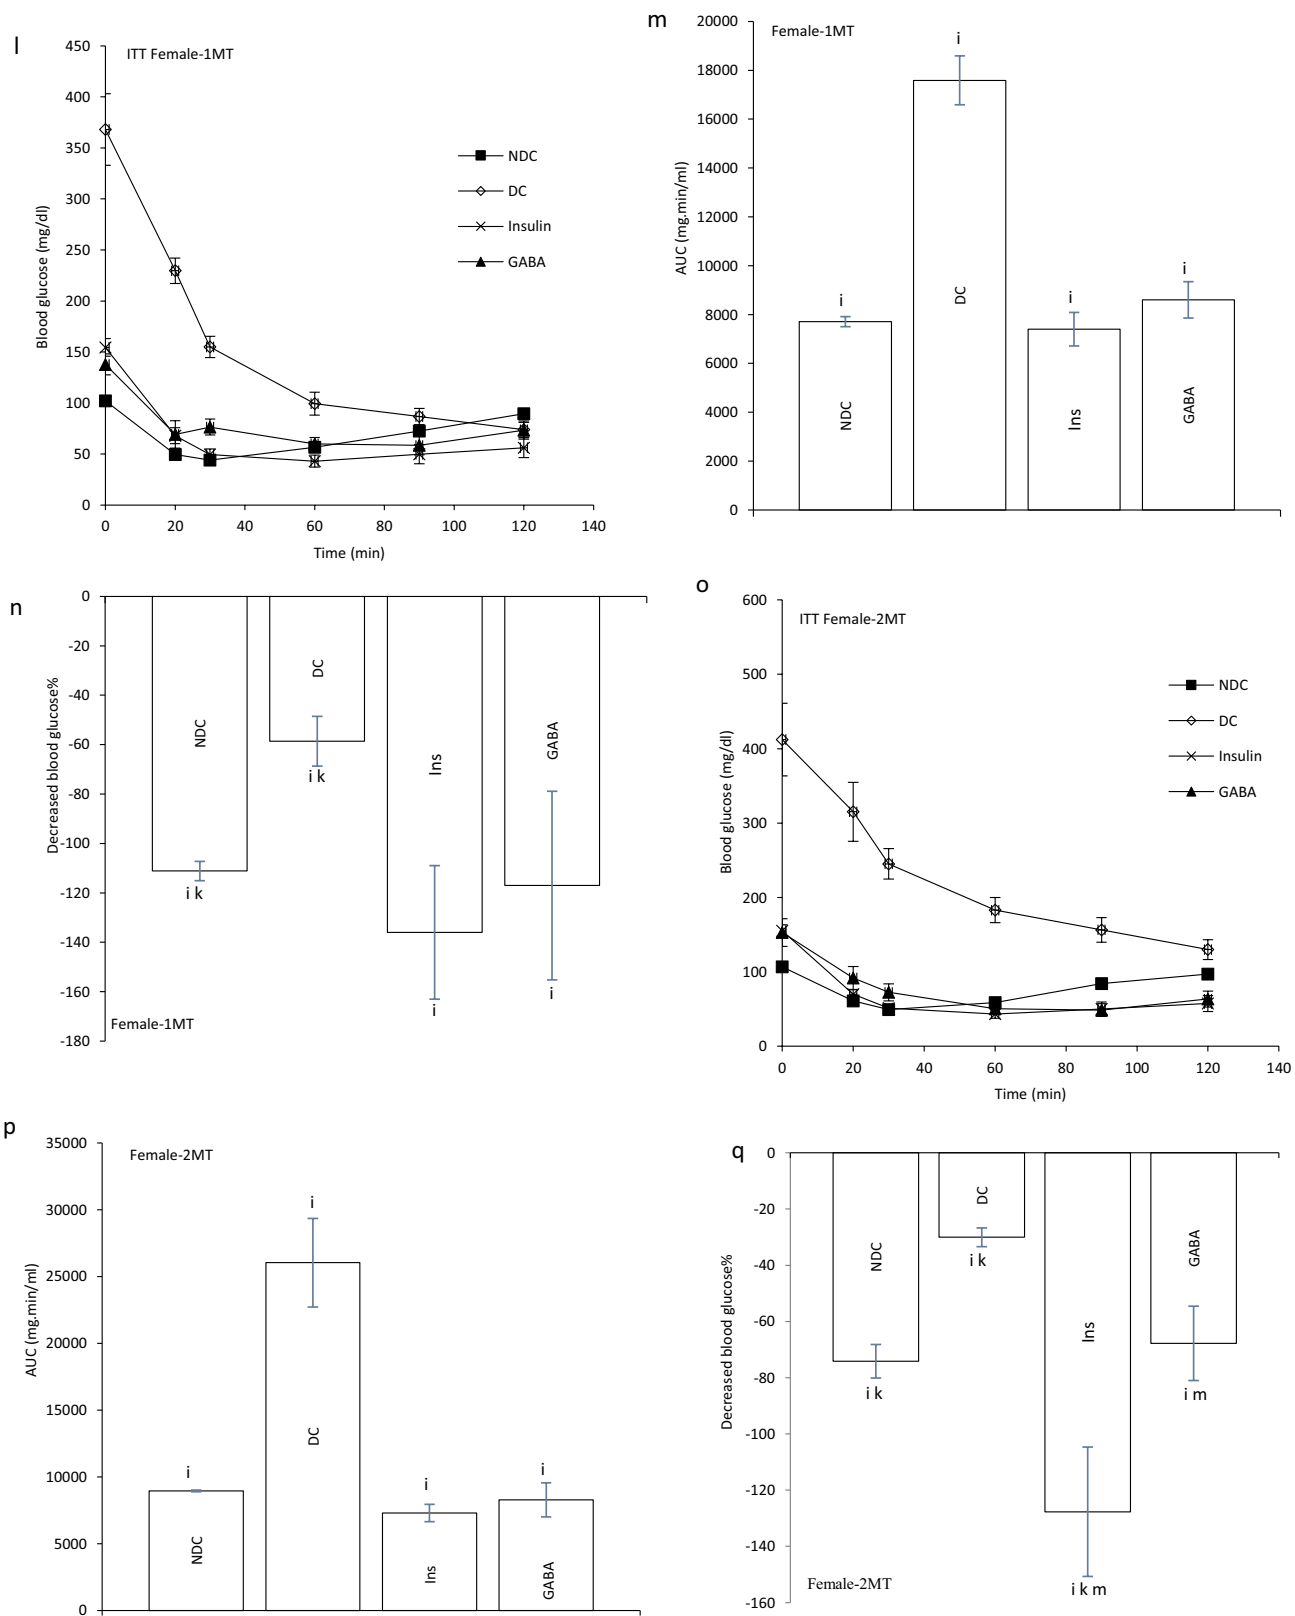 l
ITT Female-1MT
450
400
350
300
250
200
150
100
50
0
Blood glucose (mg/dl)
NDC
DC
Insulin
GABA
0 20 40 60 80 100 120 140
Time (min)
m
Female-1MT
20000
18000
16000
14000
12000
10000
8000
6000
4000
2000
0
AUC (mg.min/ml)
i i i i
NDC DC Ins GABA
n
0
-20
-40
-60
-80
-100
-120
-140
-160
-180
Decreased blood glucose%
NDC DC Ins GABA
i k
i k
i
i
Female-1MT
o
ITT Female-2MT
600
500
400
300
200
100
0
Blood glucose (mg/dl)
NDC
DC
Insulin
GABA
0 20 40 60 80 100 120 140
Time (min)
p
Female-2MT
35000
30000
25000
20000
15000
10000
5000
0
AUC (mg.min/ml)
i i i i
NDC DC Ins GABA
q
0
-20
-40
-60
-80
-100
-120
-140
-160
Decreased blood glucose%
NDC DC Ins GABA
i k
i k
i k m
i m
Female-2MT